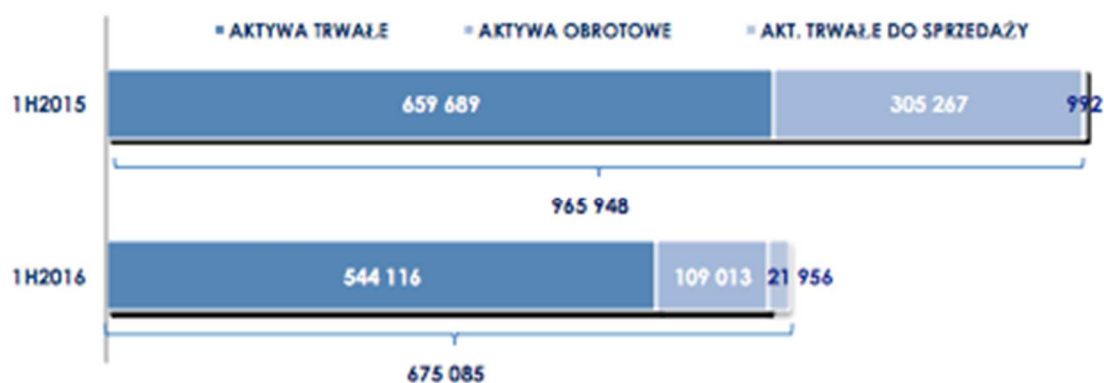 AKTYWA TRWAŁE AKTYWA OBROTOWE AKT. TRWAŁE DO SPRZEDAŻY
1H2015 659 689 305 267 992
965 948
1H2016 544 116 109 013 21 956
675 085